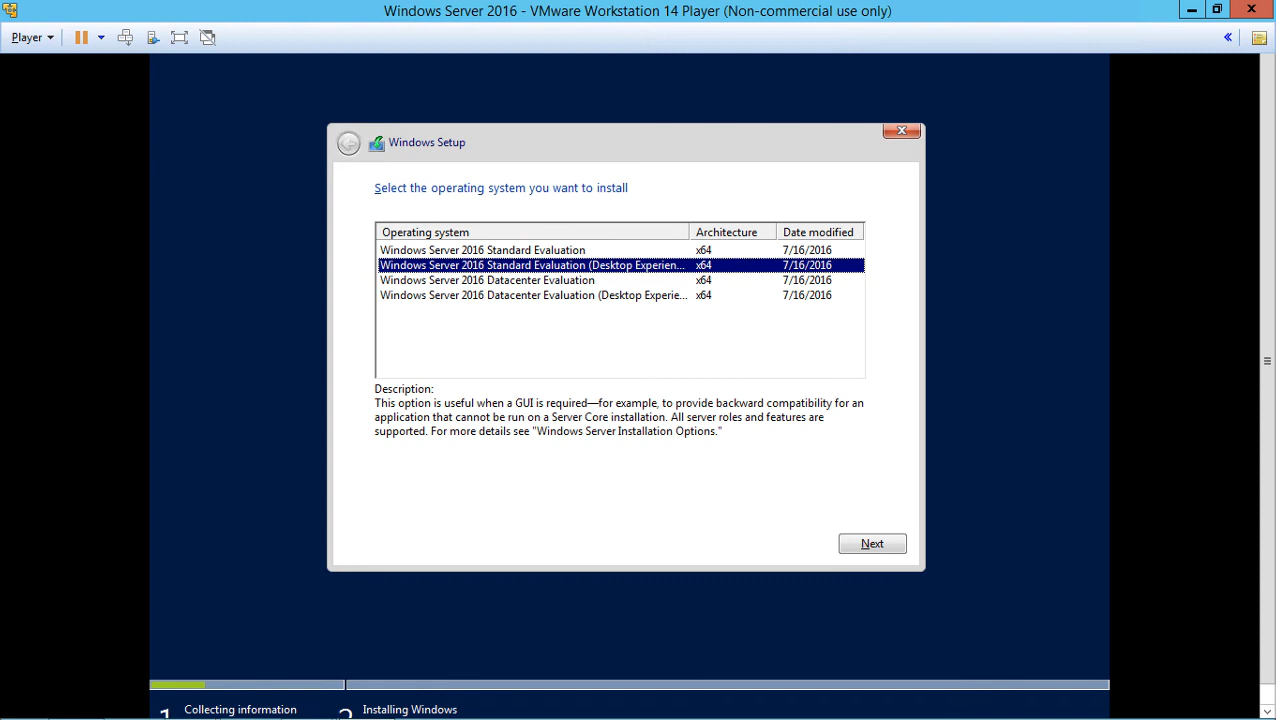 Windows Server 2016 - VMware Workstation 14 Player (Non-commercial use only)
Player
Windows Setup
Select the operating system you want to install
Operating system Architecture Date modified
Windows Server 2016 Standard Evaluation x64 7/16/2016
Windows Server 2016 Standard Evaluation (Desktop Experien... x64 7/16/2016
Windows Server 2016 Datacenter Evaluation x64 7/16/2016
Windows Server 2016 Datacenter Evaluation (Desktop Experie... x64 7/16/2016
Description:
This option is useful when a GUI is required—for example, to provide backward compatibility for an
application that cannot be run on a Server Core installation. All server roles and features are
supported. For more details see "Windows Server Installation Options."
Next
1 Collecting information 2 Installing Windows